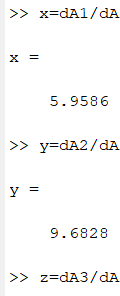 >> x=dA1/dA
x =
5.9586
>> y=dA2/dA
y =
9.6828
>> z=dA3/dA